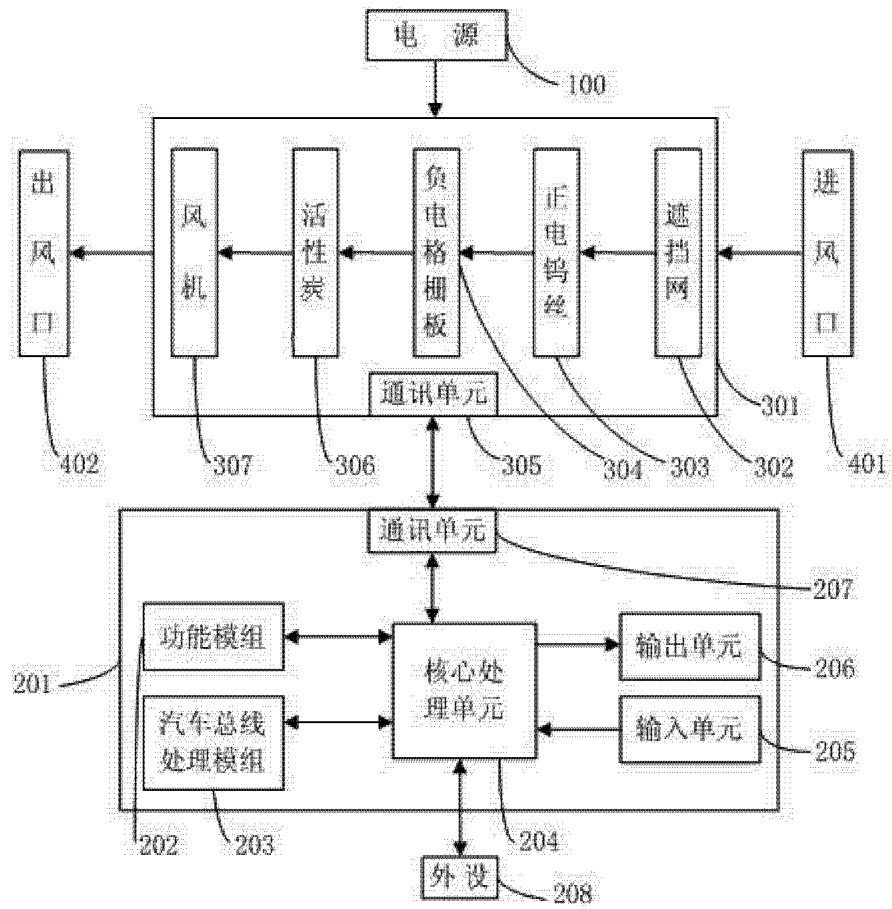 电 源
100
出风口
风机
活性炭
负电格栅板
正电钨丝
遮挡网
进风口
通讯单元
301
402
307
306
305
304
303
302
401
通讯单元
207
功能模组
核心处
理单元
输出单元
206
201
汽车总线
处理模组
输入单元
205
202
203
204
外设
208